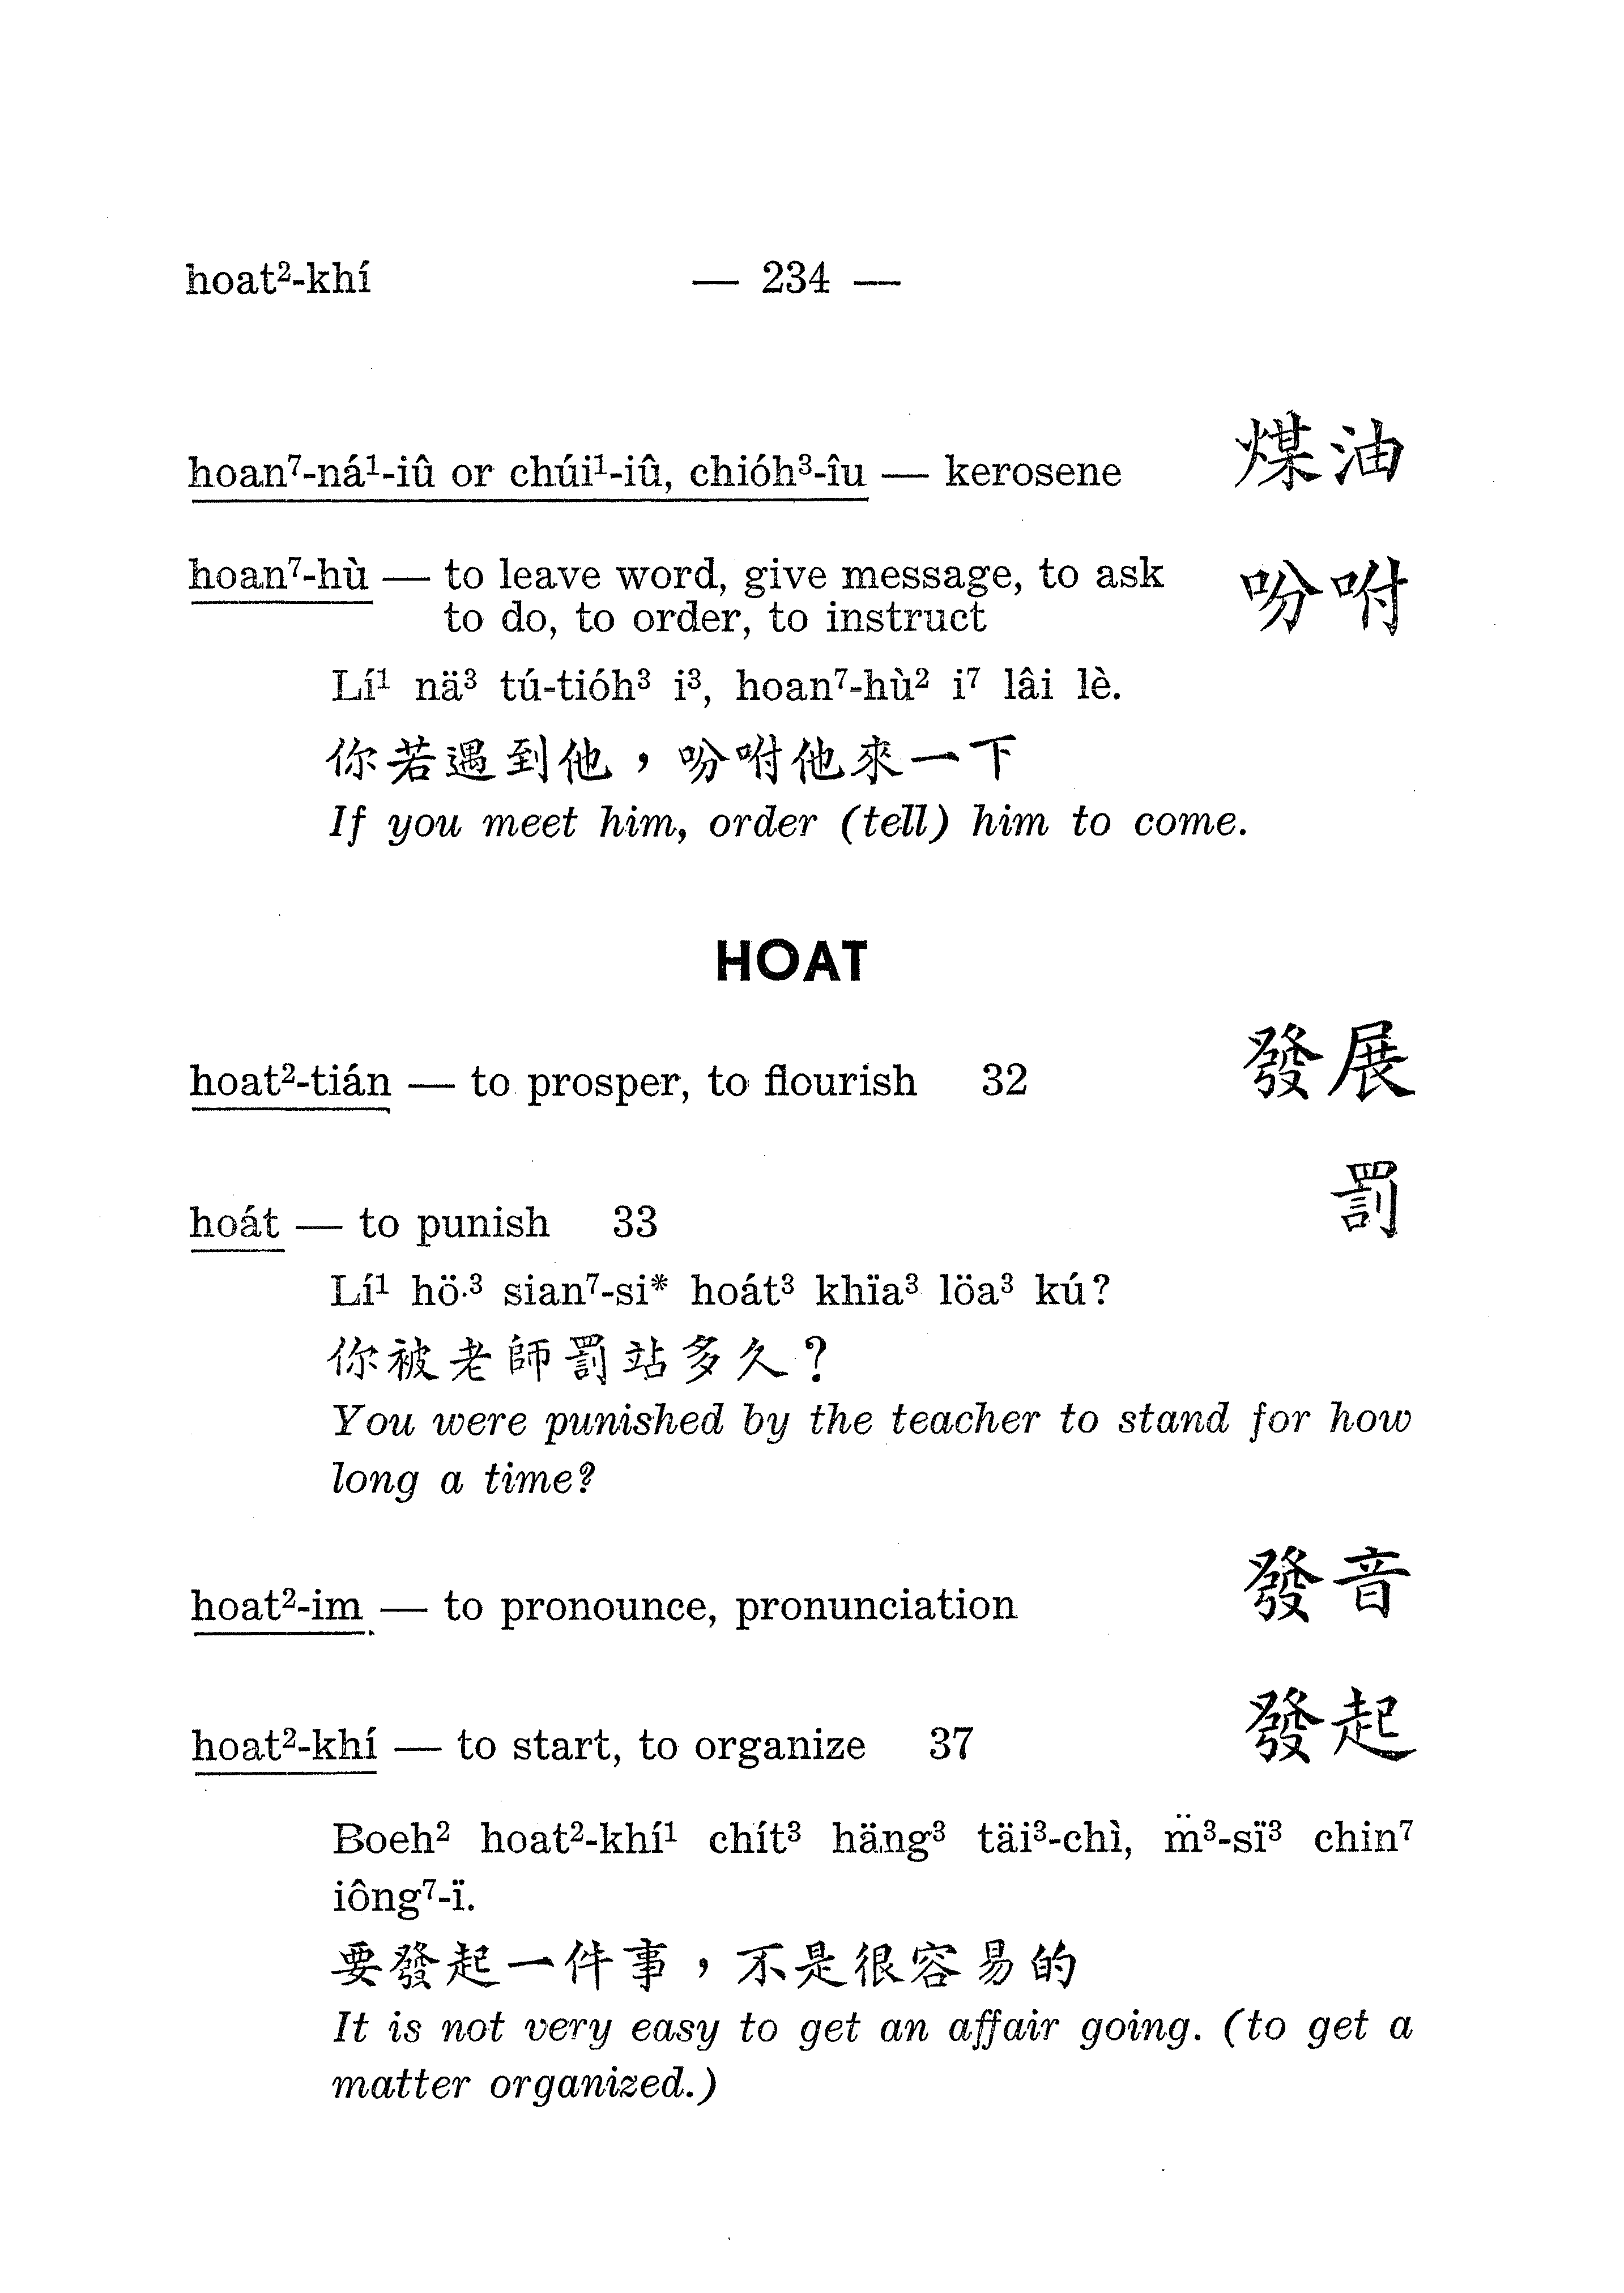 hoat²-khí — 234 —
hoan⁷-ná¹-iû or chúi¹-iû, chióh³-îu — kerosene 煤油
hoan⁷-hù — to leave word, give message, to ask 吩咐
to do, to order, to instruct
Lí¹ nä³ tú-tióh³ i³, hoan⁷-hù² i⁷ lâi lè.
你若遇到他，吩咐他來一下
If you meet him, order (tell) him to come.
HOAT
hoat²-tián — to prosper, to flourish 32 發展
hoát — to punish 33 罰
Lí¹ hö·³ sian⁷-si* hoát³ khïa³ löa³ kú?
你被老師罰站多久?
You were punished by the teacher to stand for how
long a time?
hoat²-im — to pronounce, pronunciation 發音
hoat²-khí — to start, to organize 37 發起
Boeh² hoat²-khí¹ chít³ häng³ täi³-chì, m̈³-sï³ chin⁷
iông⁷-ï.
要發起一件事，不是很容易的
It is not very easy to get an affair going. (to get a
matter organized.)